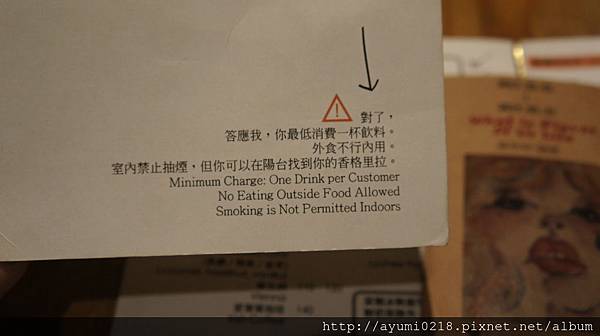 對了，
答應我，你最低消費一杯飲料。
外食不行內用。
室內禁止抽煙，但你可以在陽台找到你的香格里拉。
Minimum Charge: One Drink per Customer
No Eating Outside Food Allowed
Smoking is Not Permitted Indoors
http://ayumi0218.pixnet.net/album